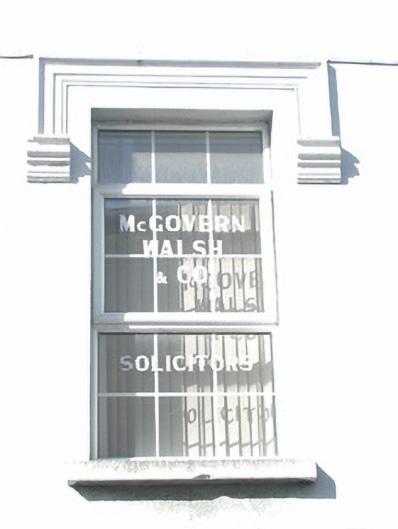 McGOVERN
WALSH
& CO
SOLICITORS